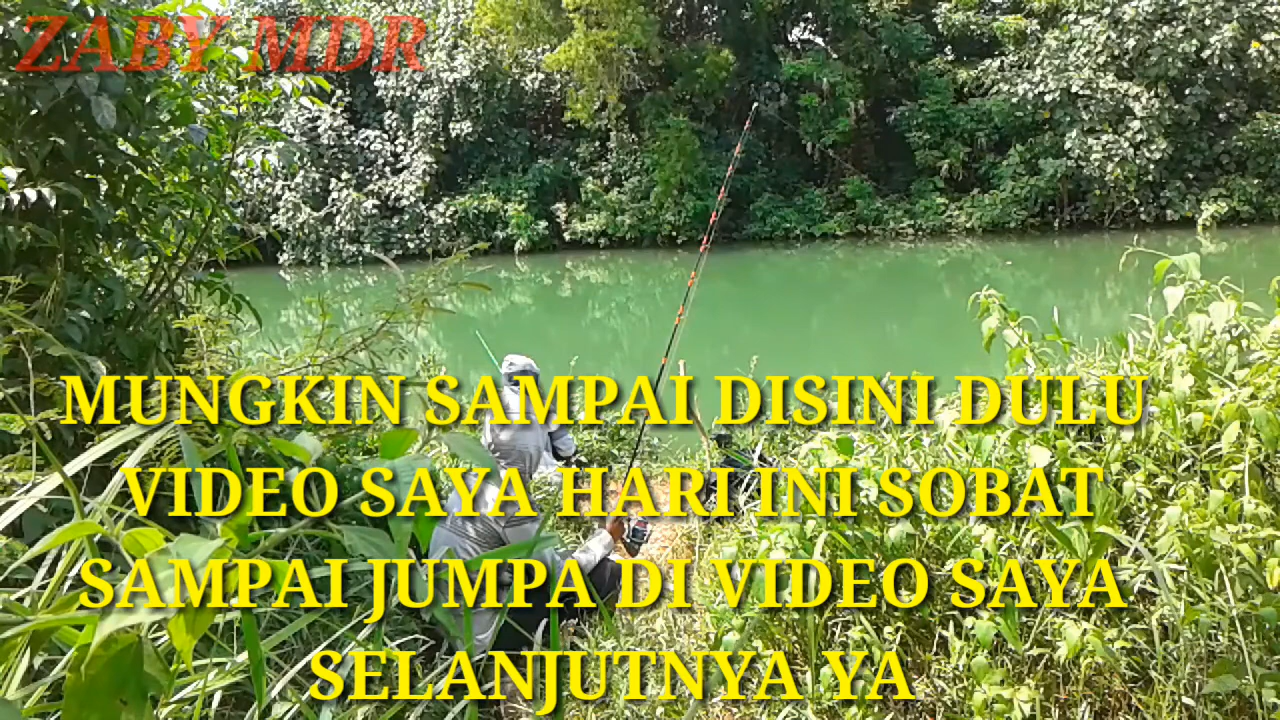 ZABY MDR
MUNGKIN SAMPAI DISINI DULU
VIDEO SAYA HARI INI SOBAT
SAMPAI JUMPA DI VIDEO SAYA
SELANJUTNYA YA